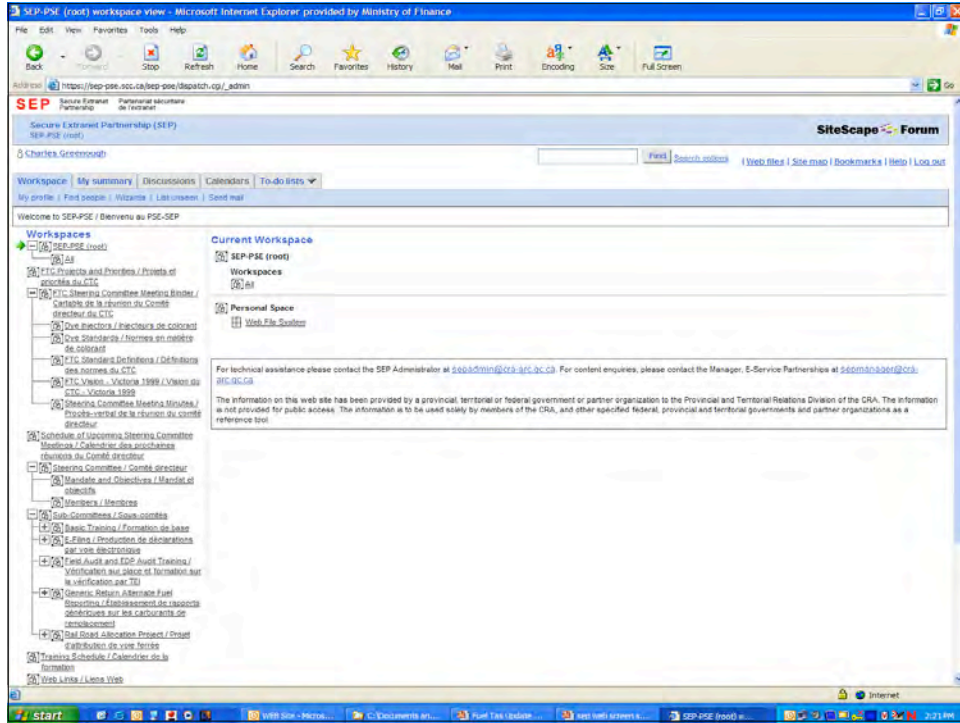 SEP-PSE (root) workspace view - Microsoft Internet Explorer provided by Ministry of Finance
File Edit View Favorites Tools Help
Back Forward Stop Refresh Home Search Favorites History Mail Print Encoding Size Full Screen
Address https://sep-pse.scc.ca/sep-pse/dispatch.cgi/_admin Go
SEP Secure Extranet Partenariat sécuritaire
Partnership de l'extranet
Secure Extranet Partnership (SEP)
SEP-PSE (root)
SiteScape Forum
Charles Greenough
Find Search options | Web files | Site map | Bookmarks | Help | Log out
Workspace My summary Discussions Calendars To-do lists
My profile | Find people | Wizards | List unseen | Send mail
Welcome to SEP-PSE / Bienvenu au PSE-SEP
Workspaces
SEP-PSE (root)
All
FTC Projects and Priorities / Projets et
priorités du CTC
FTC Steering Committee Meeting Binder /
Cartable de la réunion du Comité
directeur du CTC
Dye Injectors / Injecteurs de colorant
Dye Standards / Normes en matière
de colorant
FTC Standard Definitions / Définitions
des normes du CTC
FTC Vision - Victoria 1999 / Vision du
CTC - Victoria 1999
Steering Committee Meeting Minutes /
Procès-verbal de la réunion du comité
directeur
Schedule of Upcoming Steering Committee
Meetings / Calendrier des prochaines
réunions du Comité directeur
Steering Committee / Comité directeur
Mandate and Objectives / Mandat et
objectifs
Members / Membres
Sub-Committees / Sous-comités
Basic Training / Formation de base
E-Filing / Production de déclarations
par voie électronique
Field Audit and EDP Audit Training /
Vérification sur place et formation sur
la vérification par TEI
Generic Return Alternate Fuel
Reporting / Établissement de rapports
génériques sur les carburants de
remplacement
Rail Road Allocation Project / Projet
d'attribution de voie ferrée
Training Schedule / Calendrier de la
formation
Web Links / Liens Web
Current Workspace
SEP-PSE (root)
Workspaces
All
Personal Space
Web File System
For technical assistance please contact the SEP Administrator at sepadmin@cra-arc.gc.ca. For content enquiries, please contact the Manager, E-Service Partnerships at sepmanager@cra-
arc.gc.ca.
The information on this web site has been provided by a provincial, territorial or federal government or partner organization to the Provincial and Territorial Relations Division of the CRA. The information
is not provided for public access. The information is to be used solely by members of the CRA, and other specified federal, provincial and territorial governments and partner organizations as a
reference tool.
Internet
start WEB Site - Micros... C:\Documents an... Fuel Tax Update ... sep web screen s... SEP-PSE (root) w... 2:21 PM